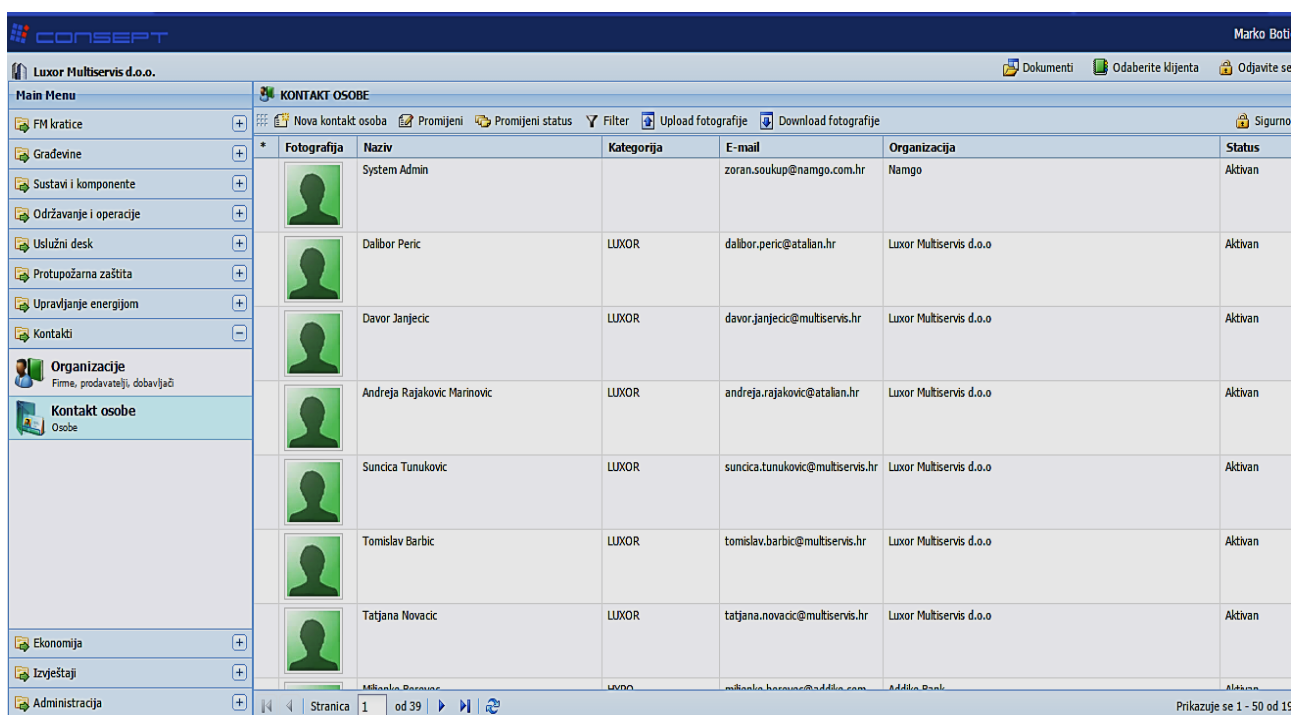 CONSEPT
Marko Boti
Luxor Multiservis d.o.o.
Dokumenti Odaberite klijenta Odjavite se
Main Menu
KONTAKT OSOBE
FM kratice
Nova kontakt osoba Promijeni Promijeni status Filter Upload fotografije Download fotografije Sigurno
* Fotografija Naziv Kategorija E-mail Organizacija Status
Građevine
Sustavi i komponente
Održavanje i operacije
Uslužni desk
Protupožarna zaštita
Upravljanje energijom
Kontakti
Organizacije
Firme, prodavatelji, dobavljači
Kontakt osobe
Osobe
Ekonomija
Izvještaji
Administracija
System Admin zoran.soukup@namgo.com.hr Namgo Aktivan
Dalibor Peric LUXOR dalibor.peric@atalian.hr Luxor Multiservis d.o.o Aktivan
Davor Janjecic LUXOR davor.janjecic@multiservis.hr Luxor Multiservis d.o.o Aktivan
Andreja Rajakovic Marinovic LUXOR andreja.rajakovic@atalian.hr Luxor Multiservis d.o.o Aktivan
Suncica Tunukovic LUXOR suncica.tunukovic@multiservis.hr Luxor Multiservis d.o.o Aktivan
Tomislav Barbic LUXOR tomislav.barbic@multiservis.hr Luxor Multiservis d.o.o Aktivan
Tatjana Novacic LUXOR tatjana.novacic@multiservis.hr Luxor Multiservis d.o.o Aktivan
Stranica 1 od 39 Prikazuje se 1 - 50 od 19